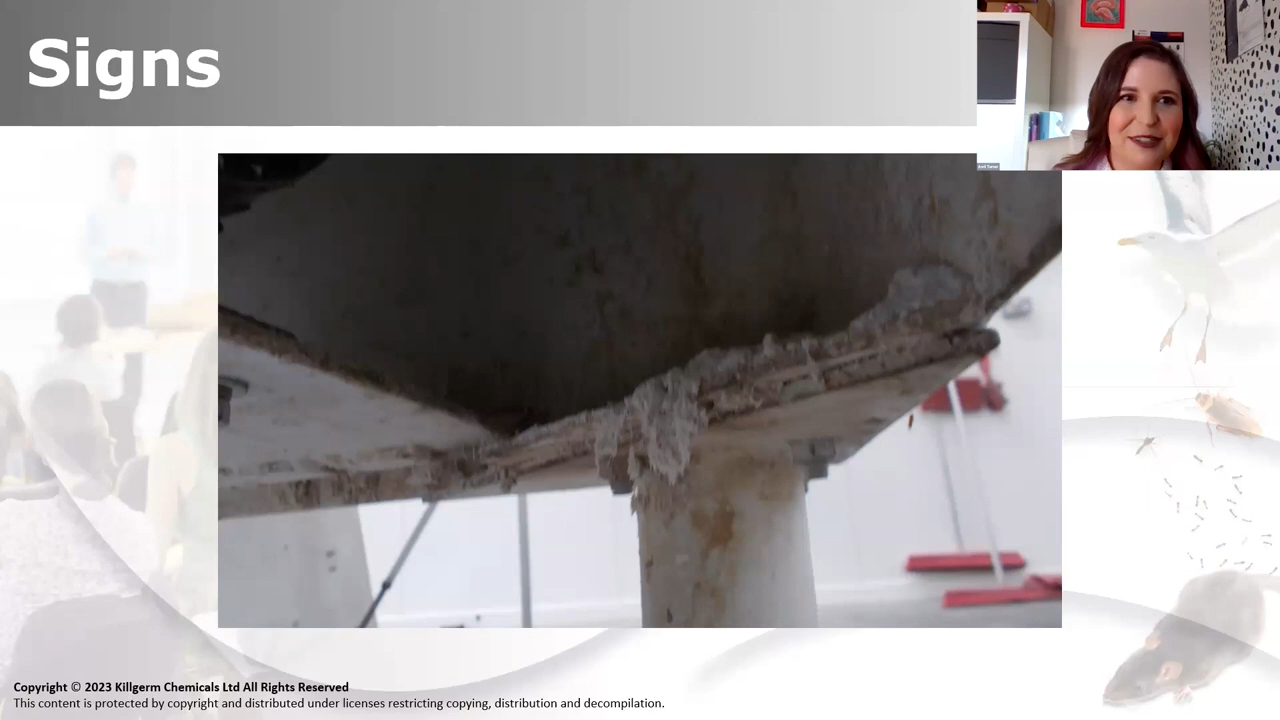 Signs
Copyright © 2023 Killgerm Chemicals Ltd All Rights Reserved
This content is protected by copyright and distributed under licenses restricting copying, distribution and decompilation.